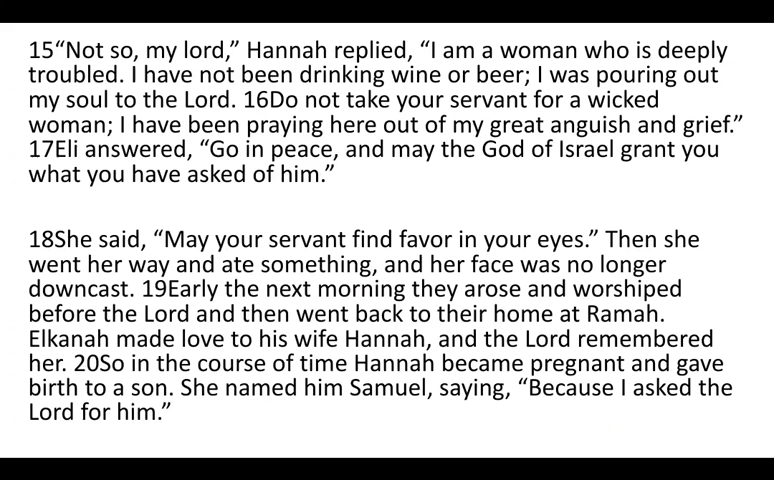 15“Not so, my lord,” Hannah replied, “I am a woman who is deeply
troubled. I have not been drinking wine or beer; I was pouring out
my soul to the Lord. 16Do not take your servant for a wicked
woman; I have been praying here out of my great anguish and grief.”
17Eli answered, “Go in peace, and may the God of Israel grant you
what you have asked of him.”
18She said, “May your servant find favor in your eyes.” Then she
went her way and ate something, and her face was no longer
downcast. 19Early the next morning they arose and worshiped
before the Lord and then went back to their home at Ramah.
Elkanah made love to his wife Hannah, and the Lord remembered
her. 20So in the course of time Hannah became pregnant and gave
birth to a son. She named him Samuel, saying, “Because I asked the
Lord for him.”